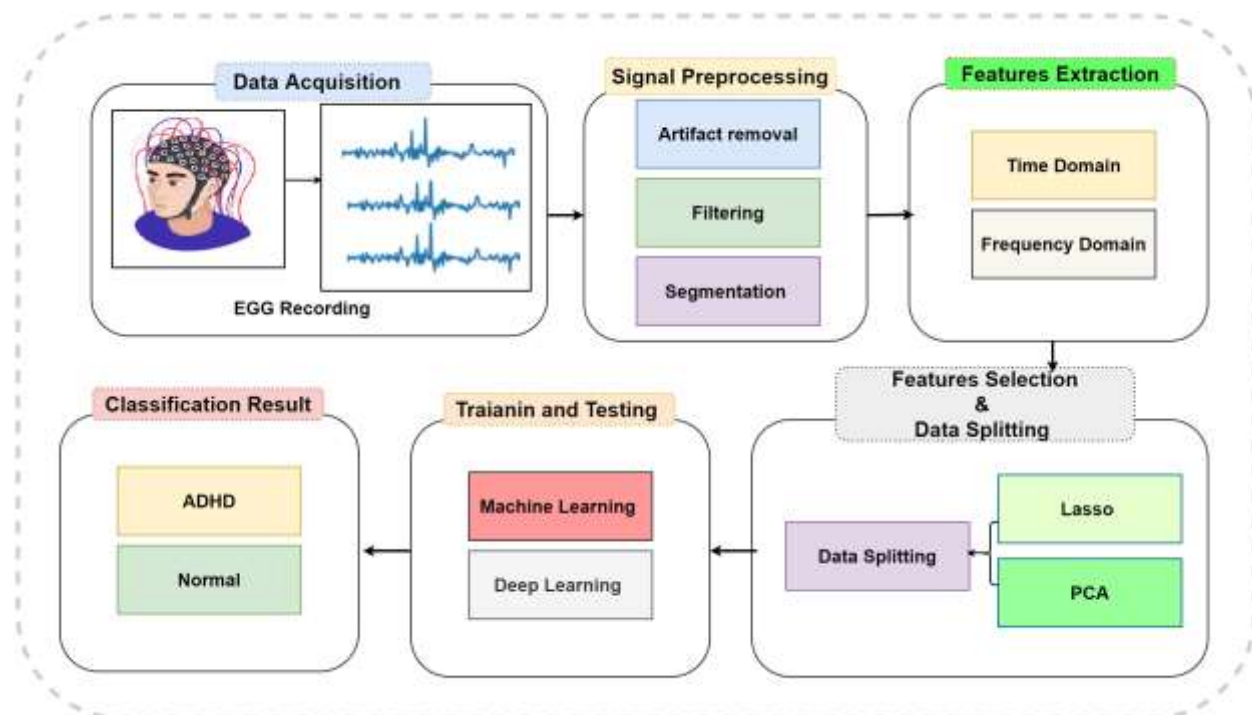 Data Acquisition
EGG Recording
Signal Preprocessing
Artifact removal
Filtering
Segmentation
Features Extraction
Time Domain
Frequency Domain
Features Selection
&
Data Splitting
Lasso
PCA
Data Splitting
Traianin and Testing
Machine Learning
Deep Learning
Classification Result
ADHD
Normal